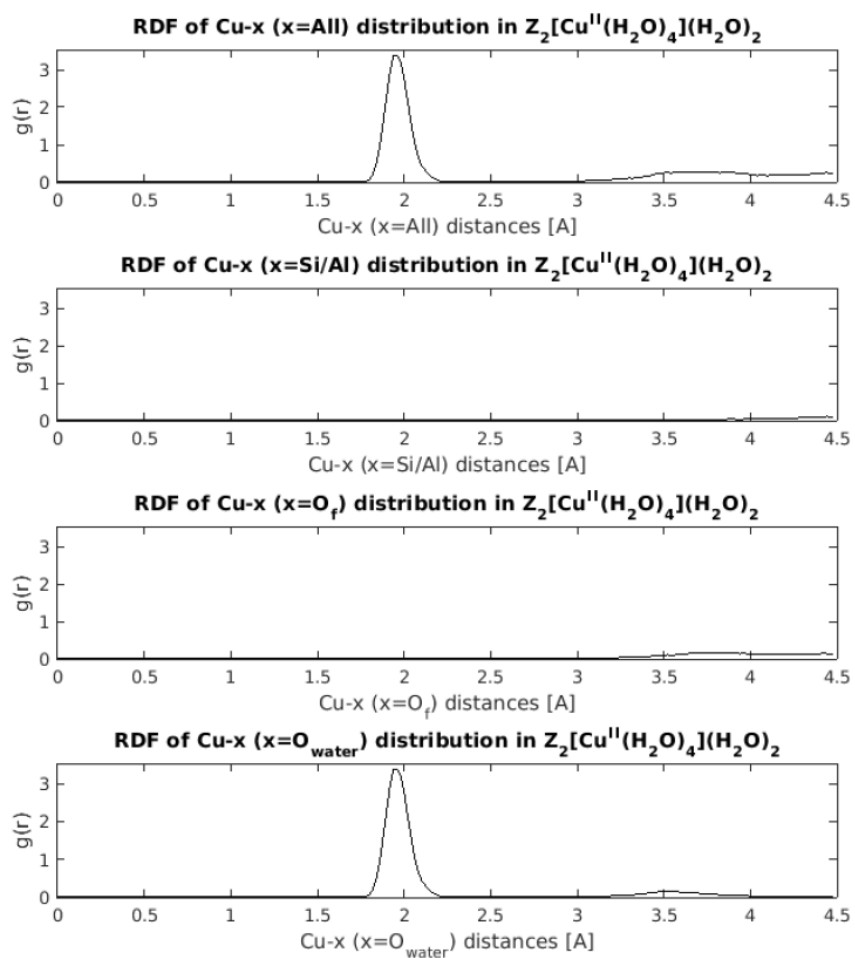 RDF of Cu-x (x=All) distribution in Z₂[Cuᴵᴵ(H₂O)₄](H₂O)₂
3
2
1
0
g(r)
0 0.5 1 1.5 2 2.5 3 3.5 4 4.5
Cu-x (x=All) distances [A]
RDF of Cu-x (x=Si/Al) distribution in Z₂[Cuᴵᴵ(H₂O)₄](H₂O)₂
3
2
1
0
g(r)
0 0.5 1 1.5 2 2.5 3 3.5 4 4.5
Cu-x (x=Si/Al) distances [A]
RDF of Cu-x (x=O_f) distribution in Z₂[Cuᴵᴵ(H₂O)₄](H₂O)₂
3
2
1
0
g(r)
0 0.5 1 1.5 2 2.5 3 3.5 4 4.5
Cu-x (x=O_f) distances [A]
RDF of Cu-x (x=O_water) distribution in Z₂[Cuᴵᴵ(H₂O)₄](H₂O)₂
3
2
1
0
g(r)
0 0.5 1 1.5 2 2.5 3 3.5 4 4.5
Cu-x (x=O_water) distances [A]